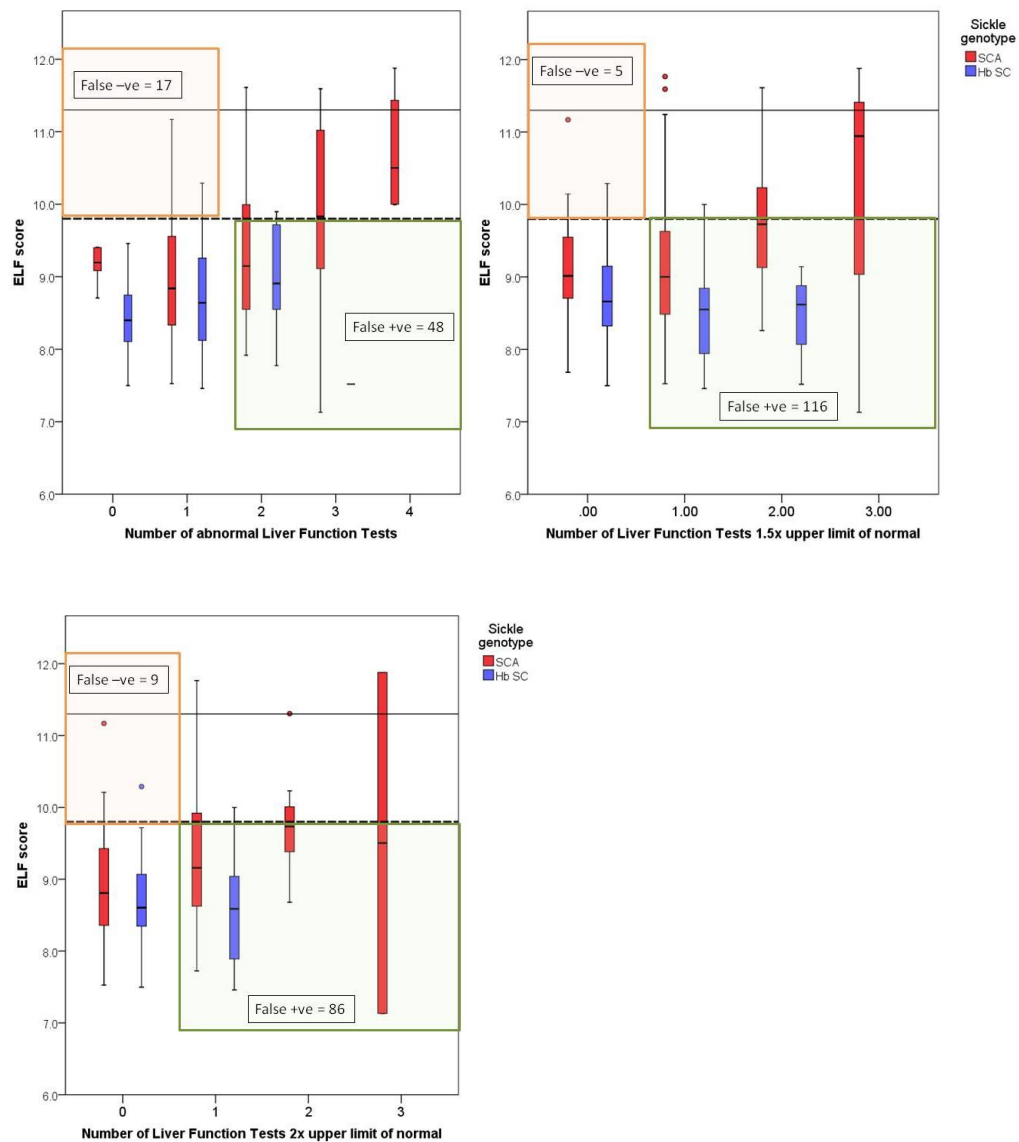 Sickle
genotype
SCA
Hb SC
12.0
11.0
10.0
9.0
8.0
7.0
6.0
ELF score
False –ve = 17
False +ve = 48
0 1 2 3 4
Number of abnormal Liver Function Tests
12.0
11.0
10.0
9.0
8.0
7.0
6.0
ELF score
False –ve = 5
False +ve = 116
.00 1.00 2.00 3.00
Number of Liver Function Tests 1.5x upper limit of normal
Sickle
genotype
SCA
Hb SC
12.0
11.0
10.0
9.0
8.0
7.0
6.0
ELF score
False –ve = 9
False +ve = 86
0 1 2 3
Number of Liver Function Tests 2x upper limit of normal